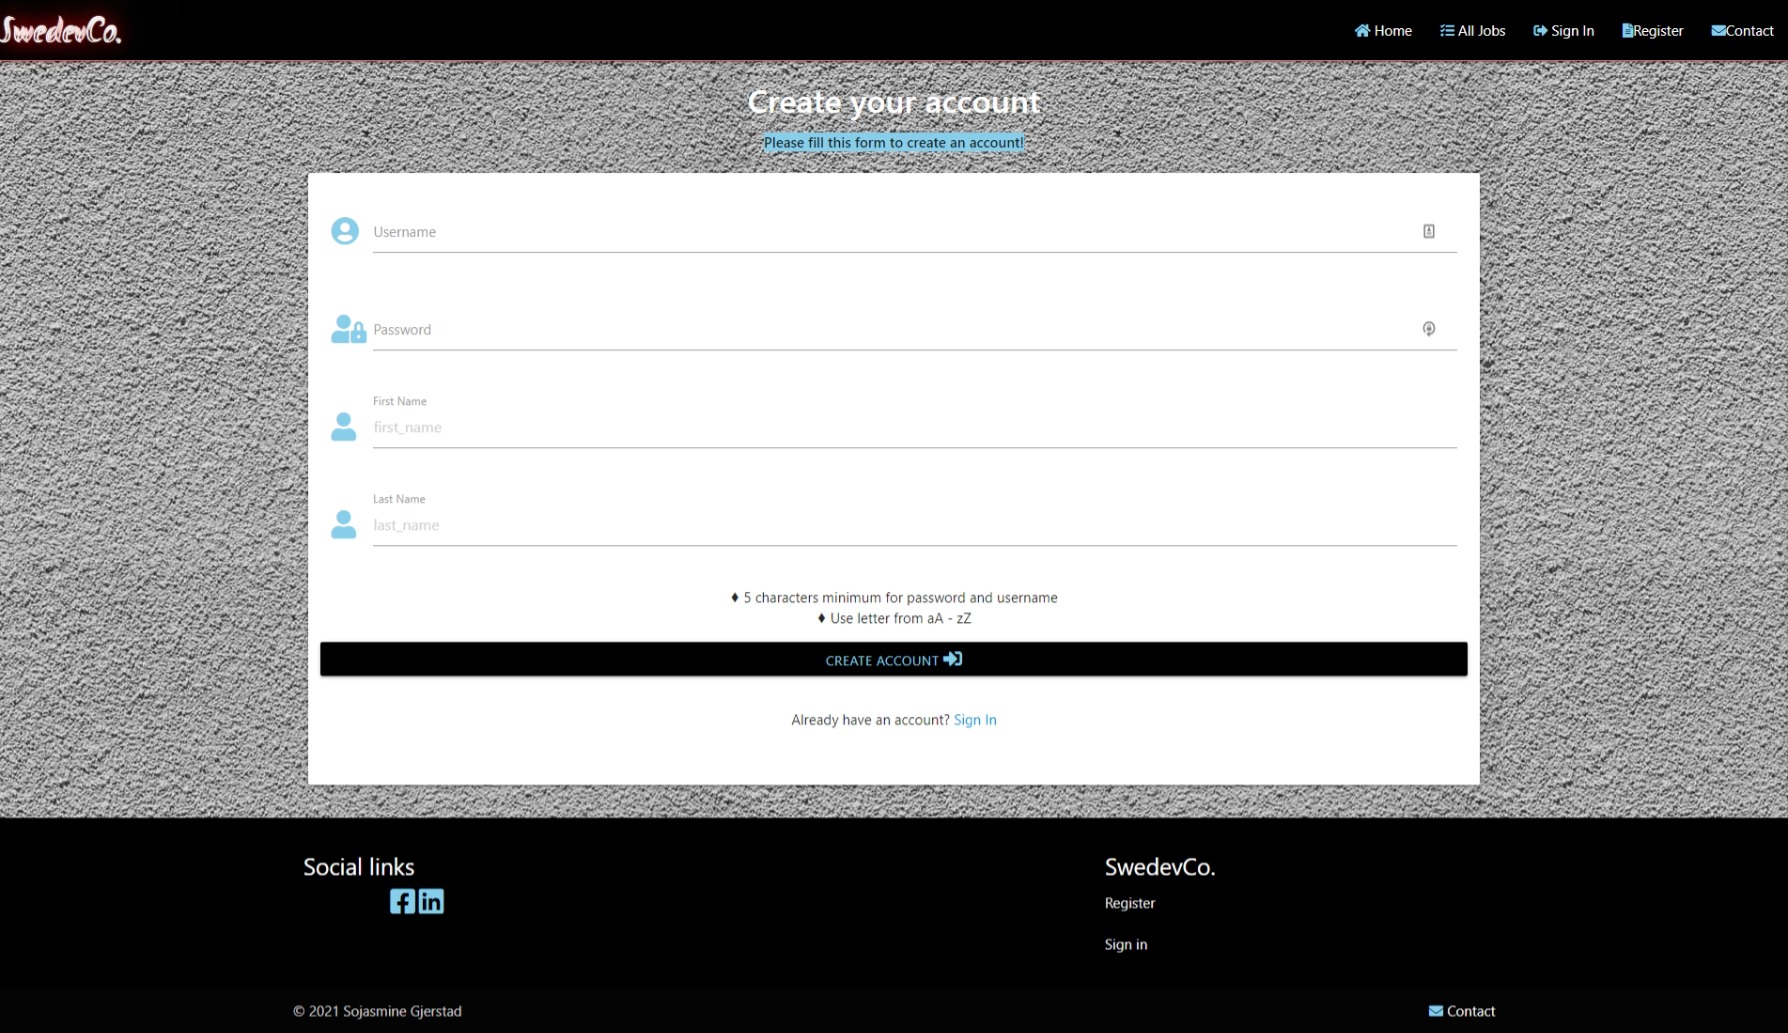 SwedevCo.
Home All Jobs Sign In Register Contact
Create your account
Please fill this form to create an account!
Username
Password
First Name
first_name
Last Name
last_name
♦ 5 characters minimum for password and username
♦ Use letter from aA - zZ
CREATE ACCOUNT
Already have an account? Sign In
Social links
SwedevCo.
Register
Sign in
© 2021 Sojasmine Gjerstad
Contact